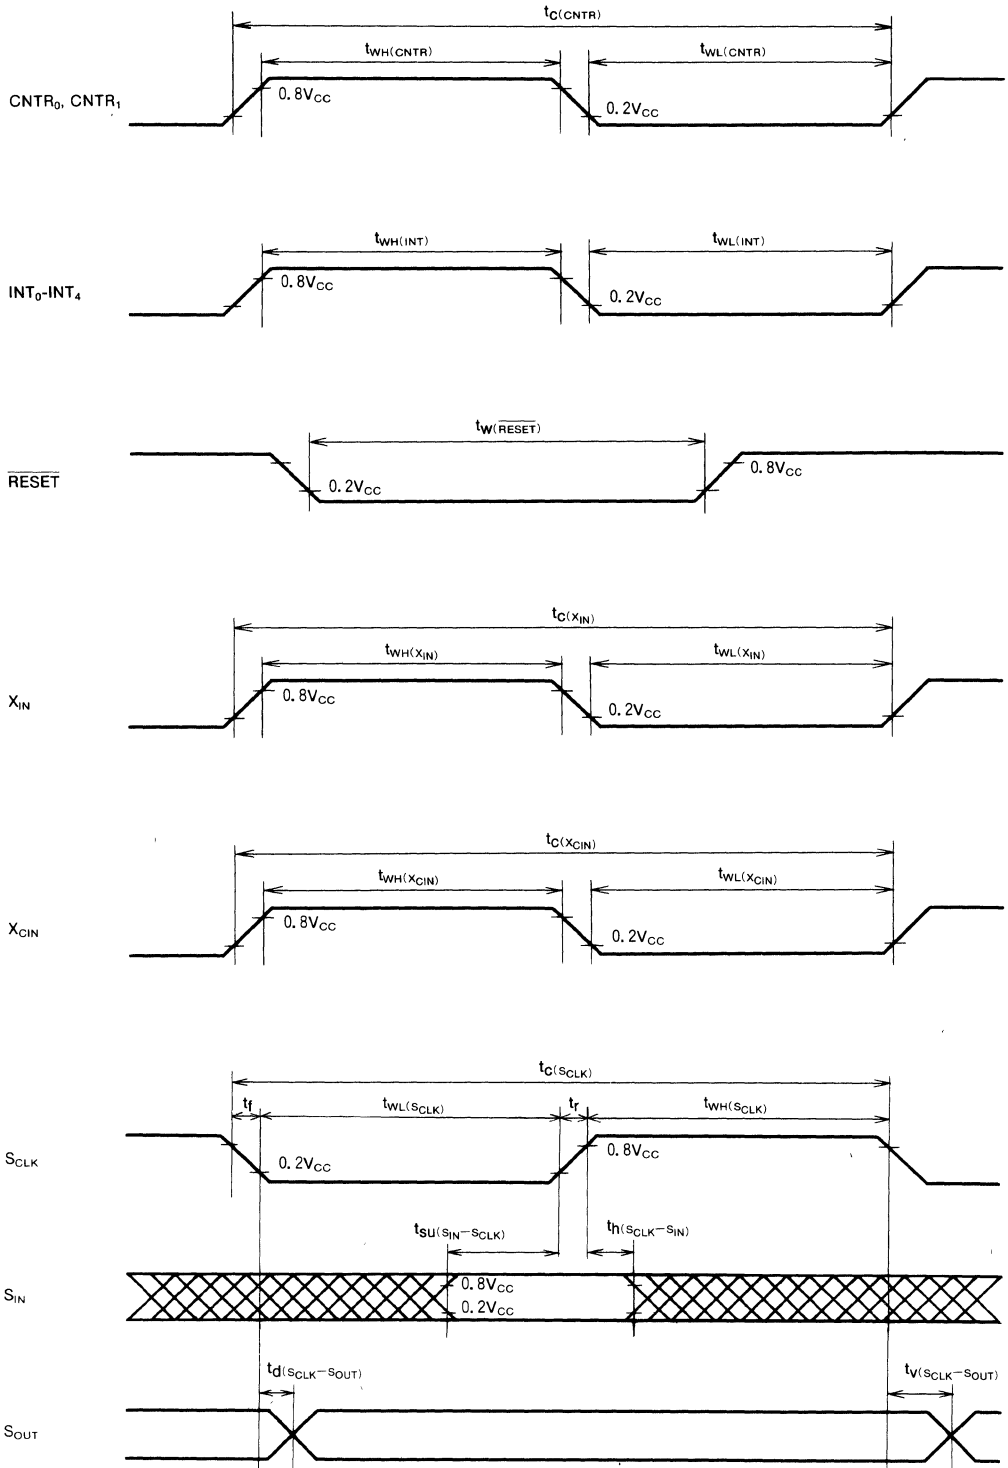 tC(CNTR)
tWH(CNTR) tWL(CNTR)
CNTR₀, CNTR₁ 0.8VCC 0.2VCC
tWH(INT) tWL(INT)
INT₀-INT₄ 0.8VCC 0.2VCC
tW(R̅E̅S̅E̅T̅)
R̅E̅S̅E̅T̅ 0.2VCC 0.8VCC
tC(XIN)
tWH(XIN) tWL(XIN)
XIN 0.8VCC 0.2VCC
tC(XCIN)
tWH(XCIN) tWL(XCIN)
XCIN 0.8VCC 0.2VCC
tC(SCLK)
tf tWL(SCLK) tr tWH(SCLK)
SCLK 0.2VCC 0.8VCC
tsu(SIN−SCLK) th(SCLK−SIN)
SIN 0.8VCC
0.2VCC
td(SCLK−SOUT) tv(SCLK−SOUT)
SOUT